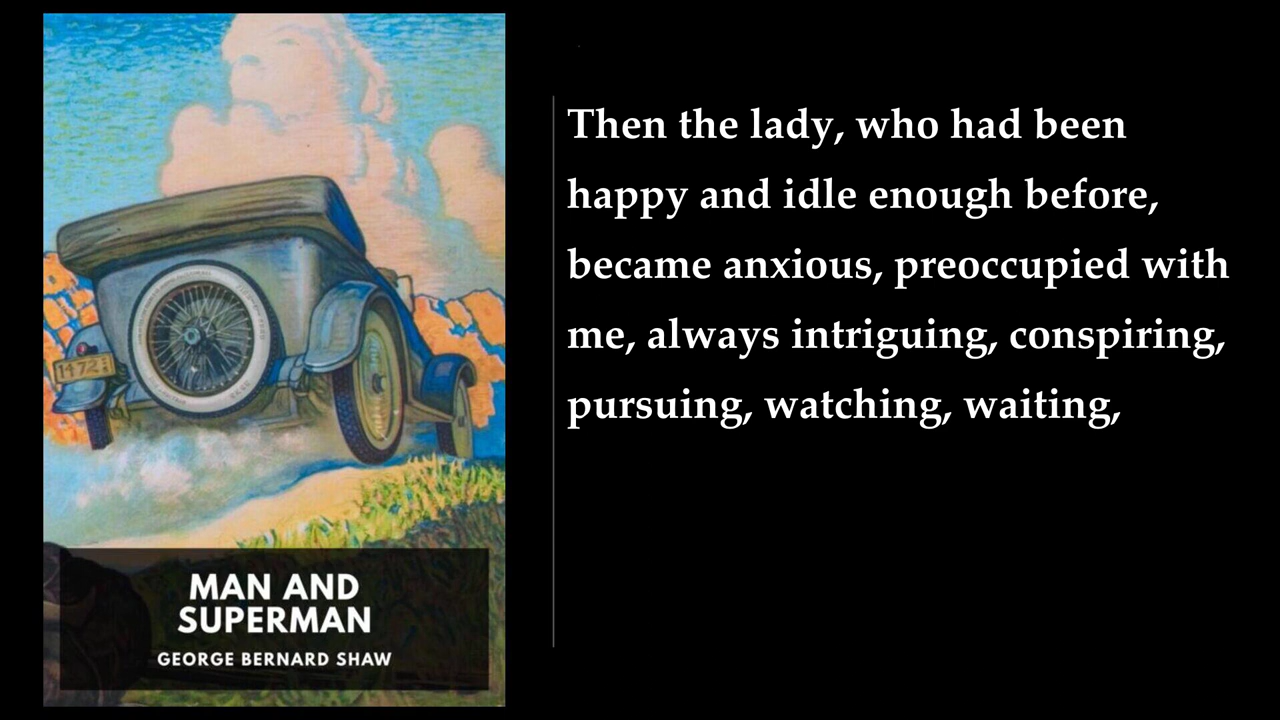 Then the lady, who had been
happy and idle enough before,
became anxious, preoccupied with
me, always intriguing, conspiring,
pursuing, watching, waiting,
1472
MAN AND
SUPERMAN
GEORGE BERNARD SHAW